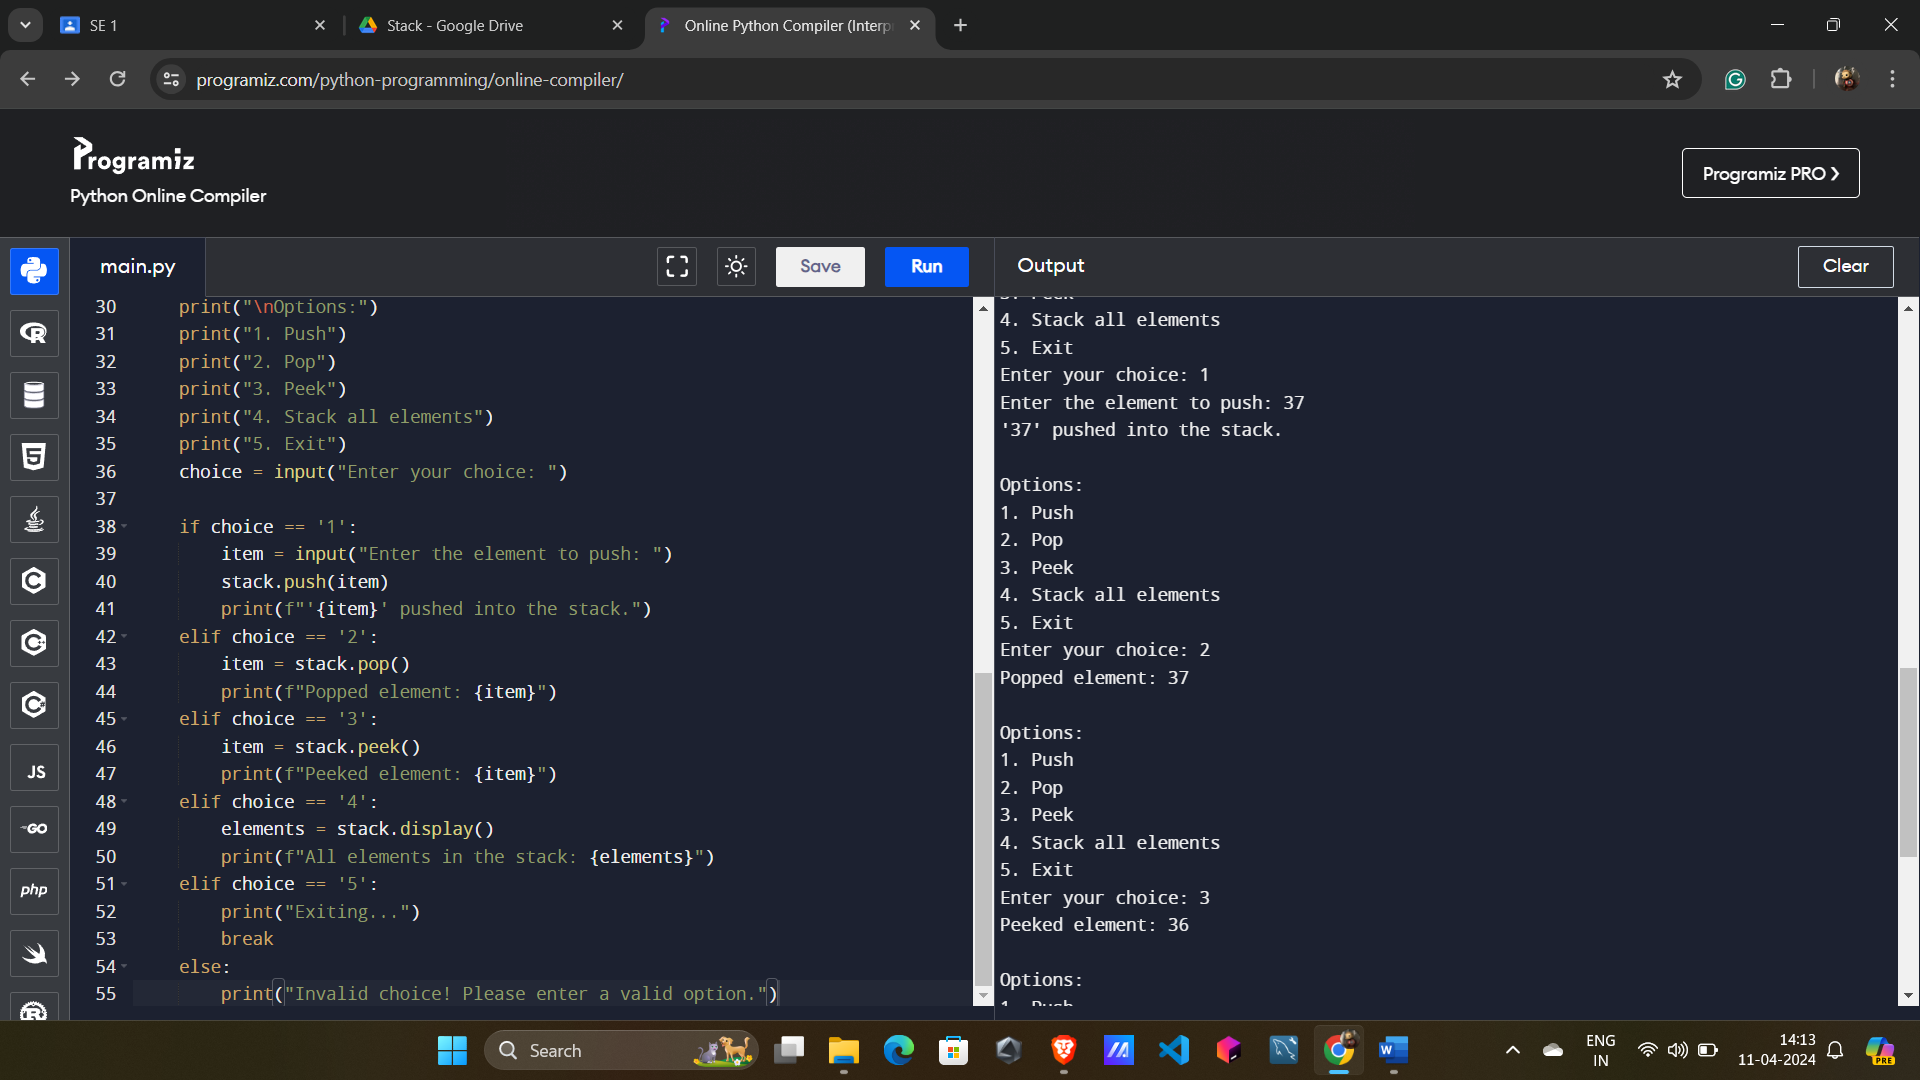 SE 1
Stack - Google Drive
Online Python Compiler (Interp
programiz.com/python-programming/online-compiler/
Programiz
Python Online Compiler
Programiz PRO ❯
main.py
Save
Run
Output
Clear
30 print("\nOptions:")
31 print("1. Push")
32 print("2. Pop")
33 print("3. Peek")
34 print("4. Stack all elements")
35 print("5. Exit")
36 choice = input("Enter your choice: ")
37
38 if choice == '1':
39 item = input("Enter the element to push: ")
40 stack.push(item)
41 print(f"'{item}' pushed into the stack.")
42 elif choice == '2':
43 item = stack.pop()
44 print(f"Popped element: {item}")
45 elif choice == '3':
46 item = stack.peek()
47 print(f"Peeked element: {item}")
48 elif choice == '4':
49 elements = stack.display()
50 print(f"All elements in the stack: {elements}")
51 elif choice == '5':
52 print("Exiting...")
53 break
54 else:
55 print("Invalid choice! Please enter a valid option.")
3. Peek
4. Stack all elements
5. Exit
Enter your choice: 1
Enter the element to push: 37
'37' pushed into the stack.
Options:
1. Push
2. Pop
3. Peek
4. Stack all elements
5. Exit
Enter your choice: 2
Popped element: 37
Options:
1. Push
2. Pop
3. Peek
4. Stack all elements
5. Exit
Enter your choice: 3
Peeked element: 36
Options:
1. Push
JS
GO
php
Search
ENG
IN
14:13
11-04-2024
PRE